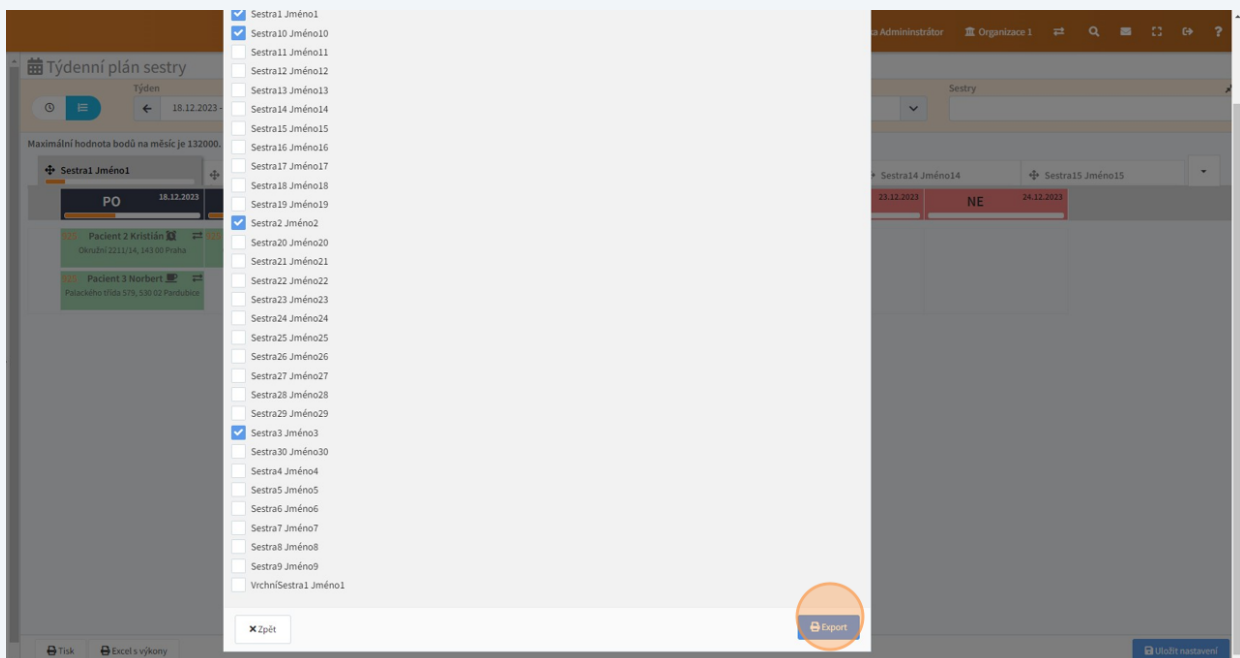 Sestra1 Jméno1
Sestra10 Jméno10
Sestra11 Jméno11
Sestra12 Jméno12
Sestra13 Jméno13
Sestra14 Jméno14
Sestra15 Jméno15
Sestra16 Jméno16
Sestra17 Jméno17
Sestra18 Jméno18
Sestra19 Jméno19
Sestra2 Jméno2
Sestra20 Jméno20
Sestra21 Jméno21
Sestra22 Jméno22
Sestra23 Jméno23
Sestra24 Jméno24
Sestra25 Jméno25
Sestra26 Jméno26
Sestra27 Jméno27
Sestra28 Jméno28
Sestra29 Jméno29
Sestra3 Jméno3
Sestra30 Jméno30
Sestra4 Jméno4
Sestra5 Jméno5
Sestra6 Jméno6
Sestra7 Jméno7
Sestra8 Jméno8
Sestra9 Jméno9
VrchníSestra1 Jméno1
Zpět
Export
Admininstrátor
Organizace 1
?
Týdenní plán sestry
Týden
18.12.2023 -
Sestry
Maximální hodnota bodů na měsíc je 132000.
Sestra1 Jméno1
Sestra14 Jméno14
Sestra15 Jméno15
PO
18.12.2023
23.12.2023
NE
24.12.2023
Pacient 2 Kristián
Okružní 2211/14, 143 00 Praha
Pacient 3 Norbert
Palackého třída 579, 530 02 Pardubice
Tisk
Excel s výkony
Uložit nastavení